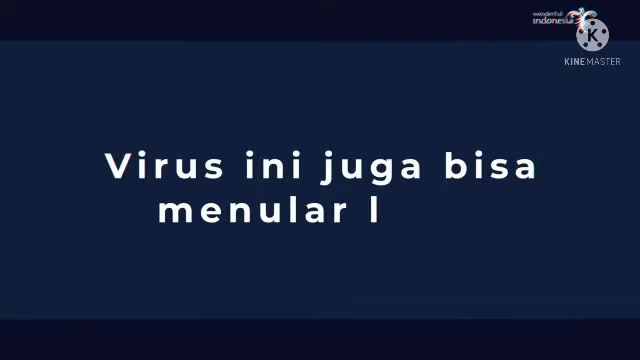 wonderful
indonesia
K
KINEMASTER
Virus ini juga bisa
menular l